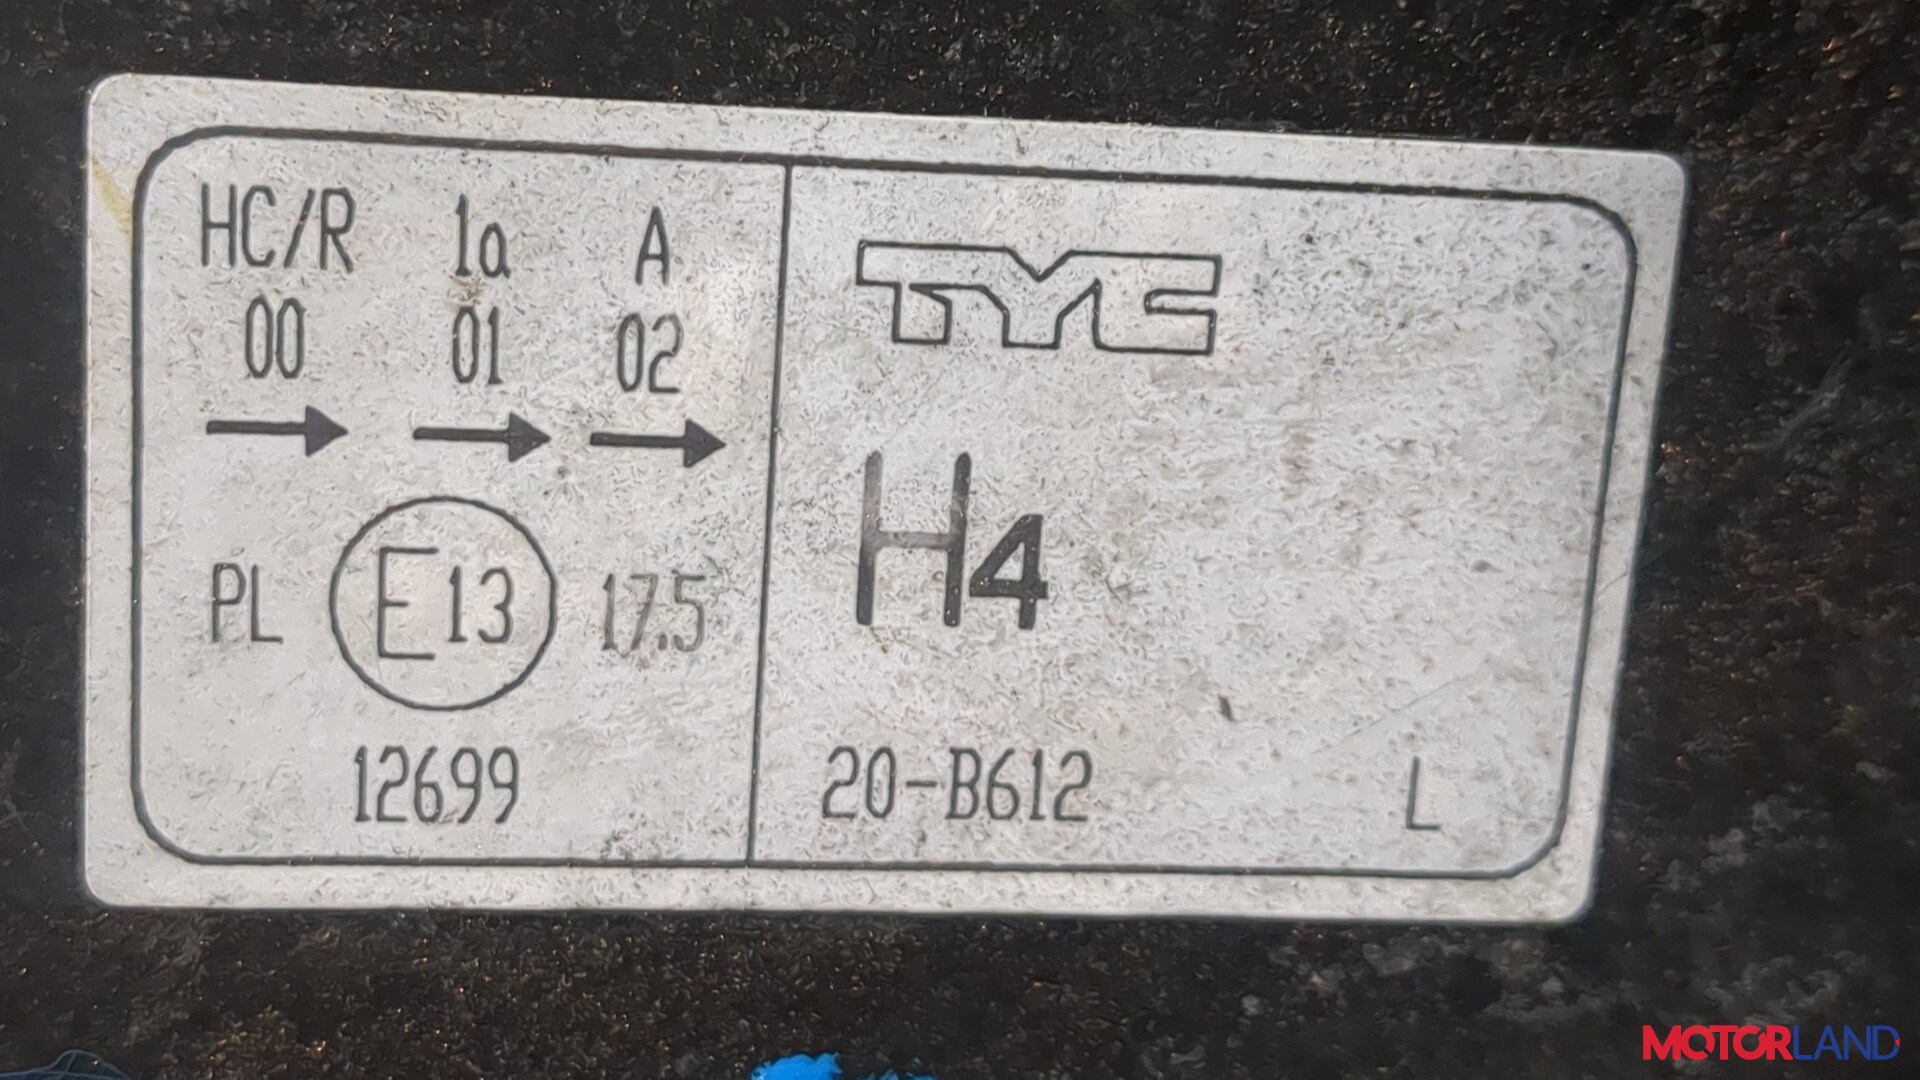 HC/R 1a A
00 01 02
PL E13 17.5
12699
TYC
H4
20-B612 L
MOTORLAND